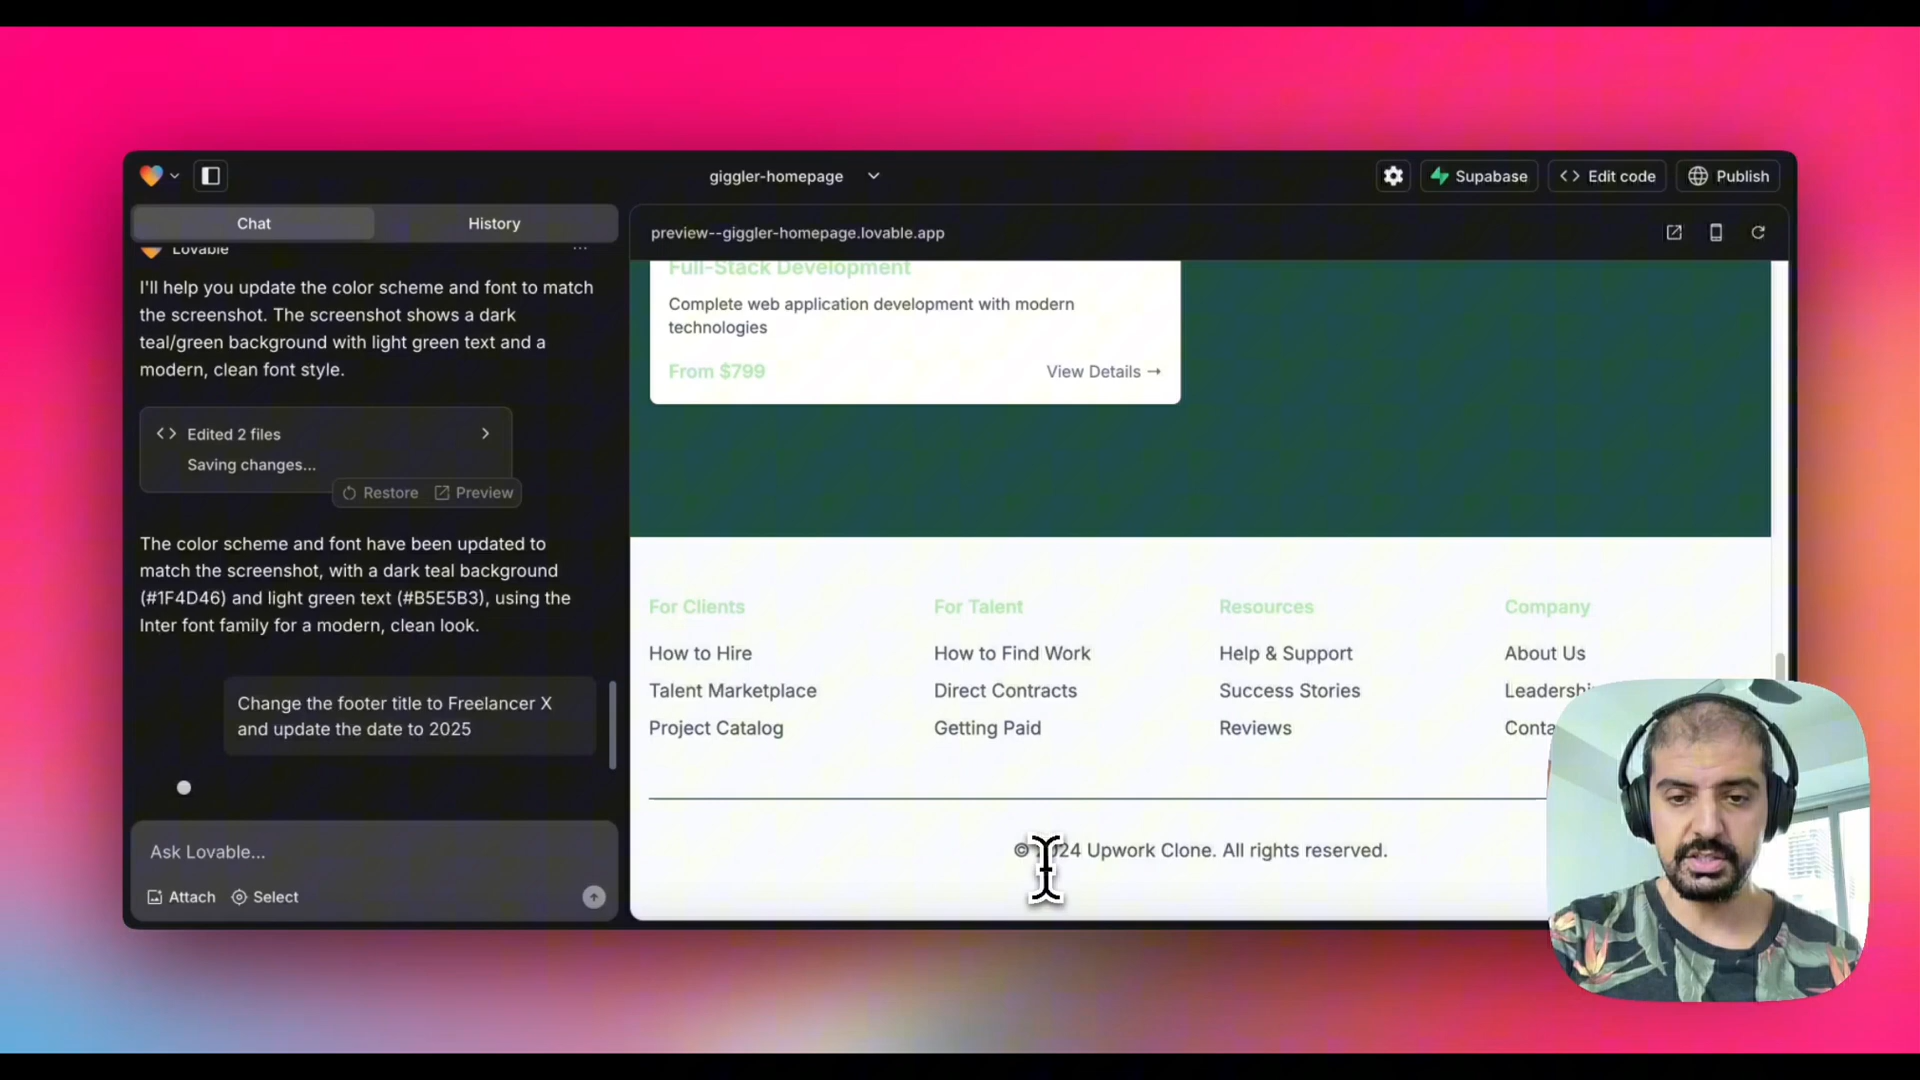 giggler-homepage
Supabase
Edit code
Publish
Chat
History
Lovable
I'll help you update the color scheme and font to match
the screenshot. The screenshot shows a dark
teal/green background with light green text and a
modern, clean font style.
Edited 2 files
Saving changes...
Restore
Preview
The color scheme and font have been updated to
match the screenshot, with a dark teal background
(#1F4D46) and light green text (#B5E5B3), using the
Inter font family for a modern, clean look.
Change the footer title to Freelancer X
and update the date to 2025
Ask Lovable...
Attach
Select
preview--giggler-homepage.lovable.app
Full-Stack Development
Complete web application development with modern
technologies
From $799
View Details →
For Clients
How to Hire
Talent Marketplace
Project Catalog
For Talent
How to Find Work
Direct Contracts
Getting Paid
Resources
Help & Support
Success Stories
Reviews
Company
About Us
© Upwork Clone. All rights reserved.